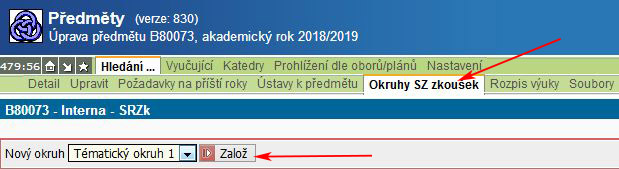 Předměty (verze: 830)
Úprava předmětu B80073, akademický rok 2018/2019
479:56 Hledání ... Vyučující Katedry Prohlížení dle oborů/plánů Nastavení
Detail Upravit Požadavky na příští roky Ústavy k předmětu Okruhy SZ zkoušek Rozpis výuky Soubory
B80073 - Interna - SRZk
Nový okruh Tématický okruh 1 Založ